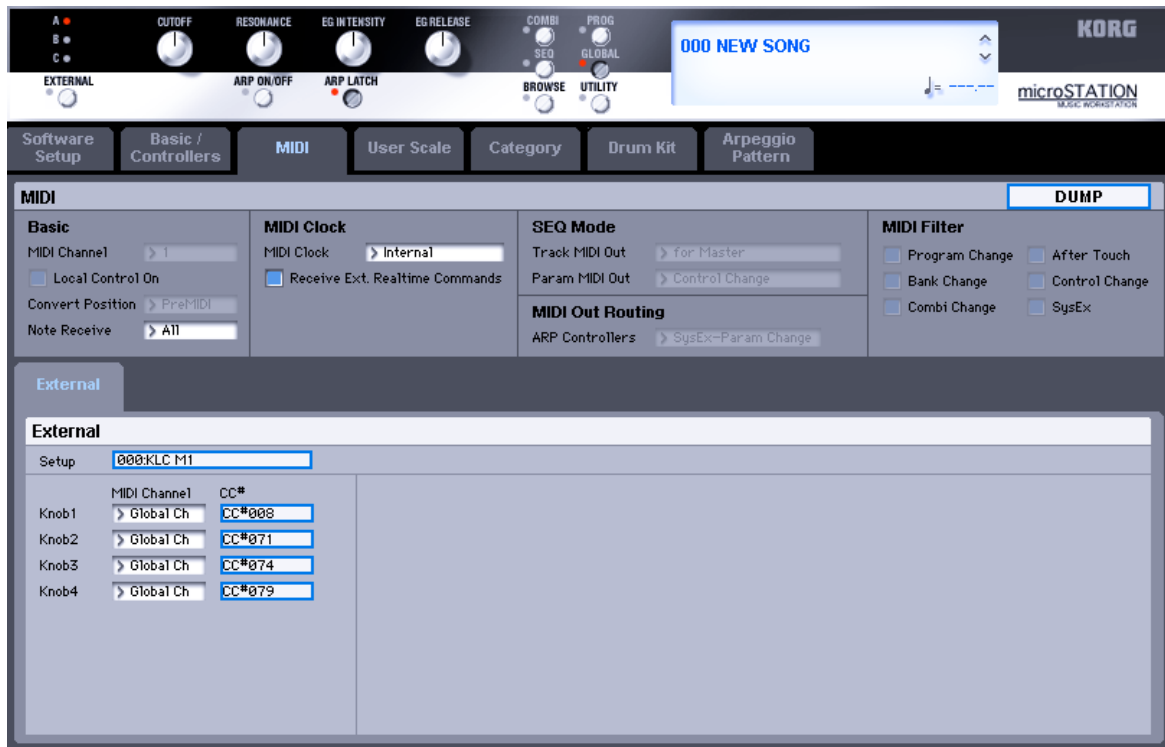 A CUTOFF RESONANCE EG INTENSITY EG RELEASE COMBI PROG KORG
B 000 NEW SONG
C SEQ GLOBAL
EXTERNAL ARP ON/OFF ARP LATCH BROWSE UTILITY ♩= ---.-- microSTATION
MUSIC WORKSTATION
Software Setup Basic / Controllers MIDI User Scale Category Drum Kit Arpeggio Pattern
MIDI DUMP
Basic MIDI Clock SEQ Mode MIDI Filter
MIDI Channel 1 MIDI Clock Internal Track MIDI Out for Master Program Change After Touch
Local Control On Receive Ext. Realtime Commands Param MIDI Out Control Change Bank Change Control Change
Convert Position PreMIDI MIDI Out Routing Combi Change SysEx
Note Receive All ARP Controllers SysEx-Param Change
External
External
Setup 000:KLC M1
MIDI Channel CC#
Knob1 Global Ch CC#008
Knob2 Global Ch CC#071
Knob3 Global Ch CC#074
Knob4 Global Ch CC#079